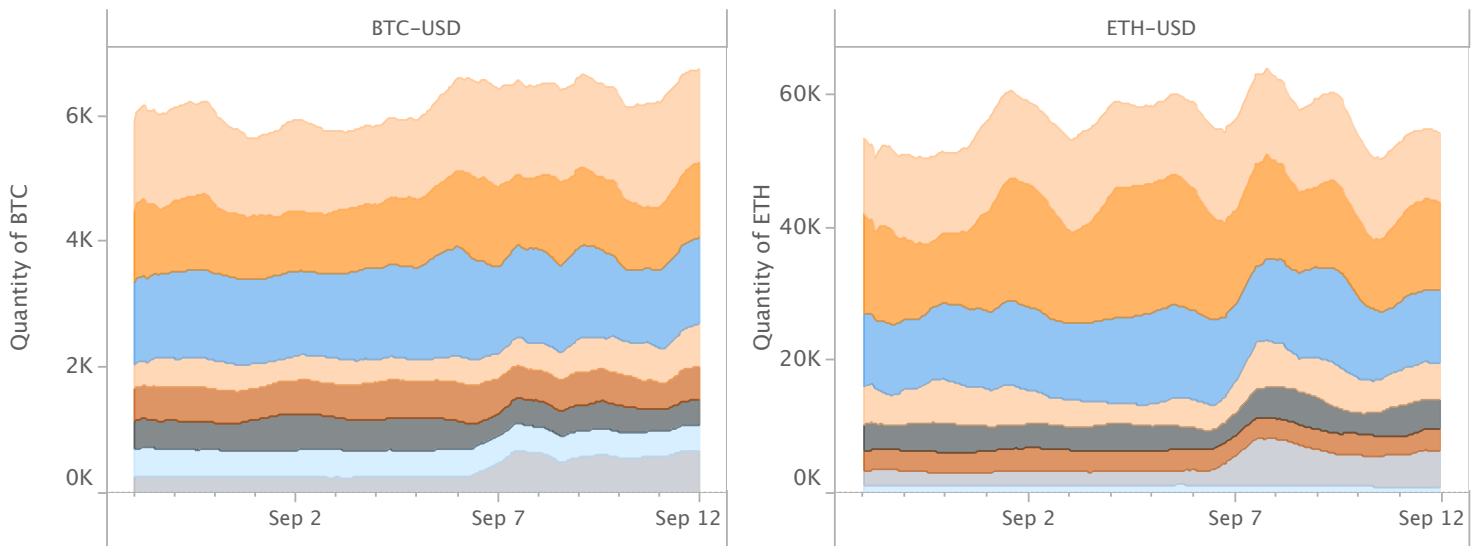 BTC-USD
Quantity of BTC
6K
4K
2K
0K
Sep 2
Sep 7
Sep 12
ETH-USD
Quantity of ETH
60K
40K
20K
0K
Sep 2
Sep 7
Sep 12